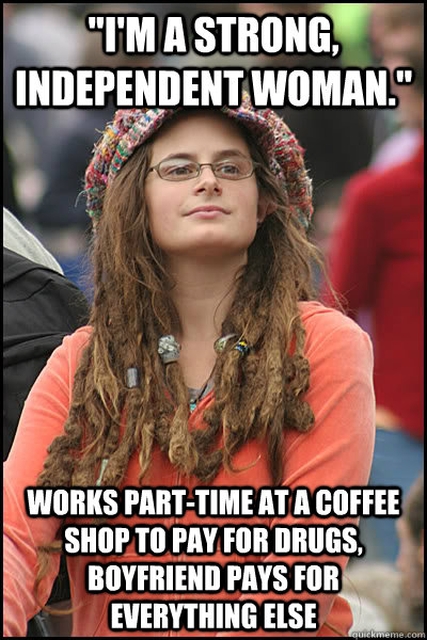 "I'M A STRONG,
INDEPENDENT WOMAN."
WORKS PART-TIME AT A COFFEE
SHOP TO PAY FOR DRUGS,
BOYFRIEND PAYS FOR
EVERYTHING ELSE
quickmeme.com